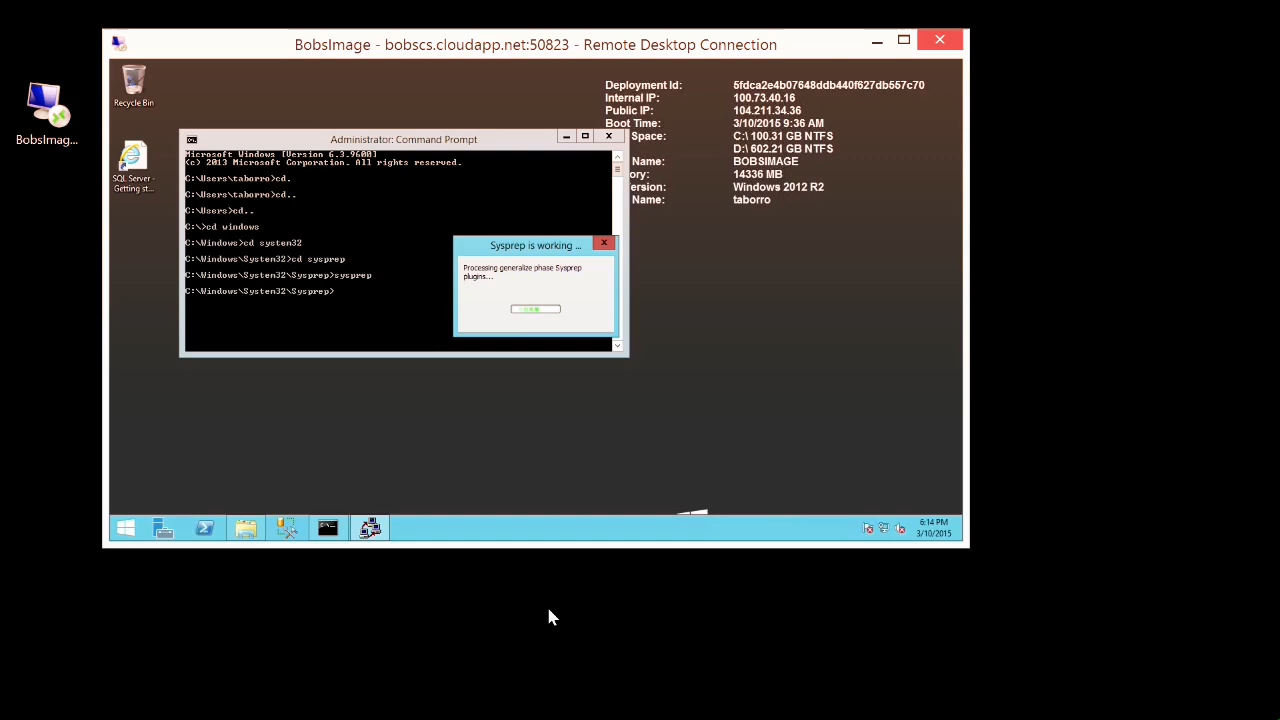 BobsImage - bobscs.cloudapp.net:50823 - Remote Desktop Connection
BobsImag...
Recycle Bin
SQL Server -
Getting st...
Deployment Id: 5fdca2e4b07648ddb440f627db557c70
Internal IP: 100.73.40.16
Public IP: 104.211.34.36
Boot Time: 3/10/2015 9:36 AM
Space: C:\ 100.31 GB NTFS
D:\ 602.21 GB NTFS
Name: BOBSIMAGE
ory: 14336 MB
ersion: Windows 2012 R2
Name: taborro
Administrator: Command Prompt
Microsoft Windows [Version 6.3.9600]
(c) 2013 Microsoft Corporation. All rights reserved.
C:\Users\taborro>cd.
C:\Users\taborro>cd..
C:\Users>cd..
C:\>cd windows
C:\Windows>cd system32
C:\Windows\System32>cd sysprep
C:\Windows\System32\Sysprep>sysprep
C:\Windows\System32\Sysprep>
Sysprep is working ...
Processing generalize phase Sysprep
plugins...
6:14 PM
3/10/2015